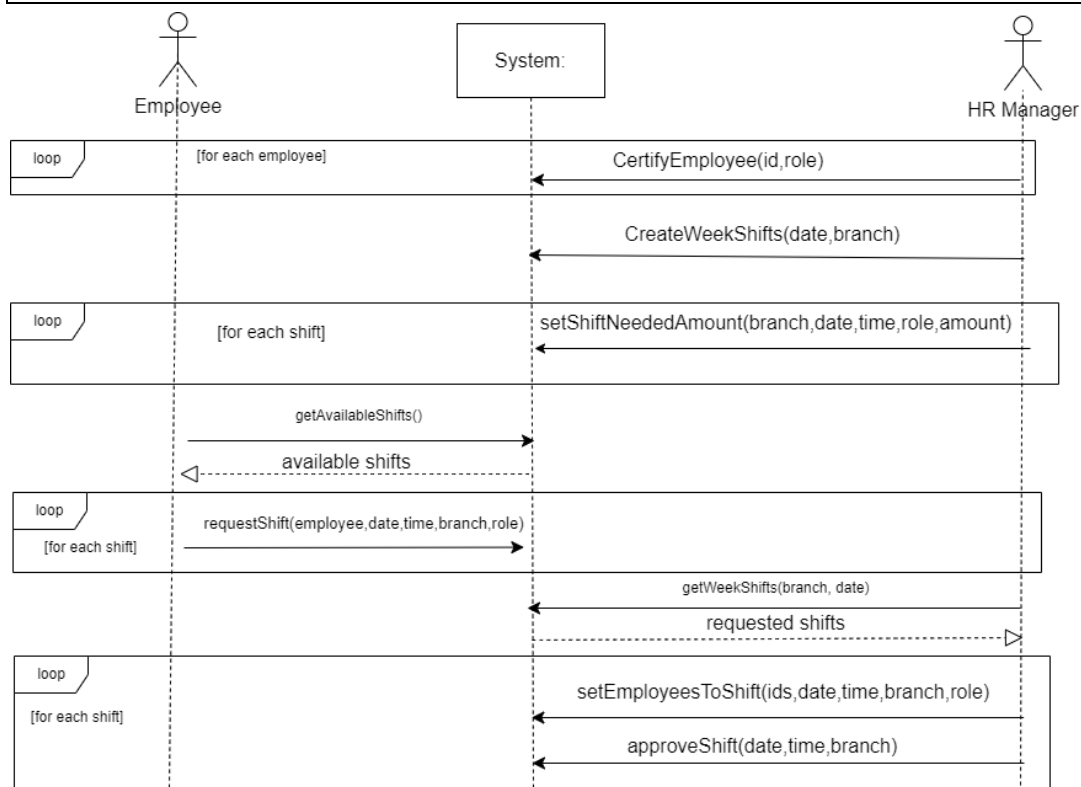 System:
Employee
HR Manager
loop
[for each employee]
CertifyEmployee(id,role)
CreateWeekShifts(date,branch)
loop
[for each shift]
setShiftNeededAmount(branch,date,time,role,amount)
getAvailableShifts()
available shifts
loop
requestShift(employee,date,time,branch,role)
[for each shift]
getWeekShifts(branch, date)
requested shifts
loop
setEmployeesToShift(ids,date,time,branch,role)
[for each shift]
approveShift(date,time,branch)